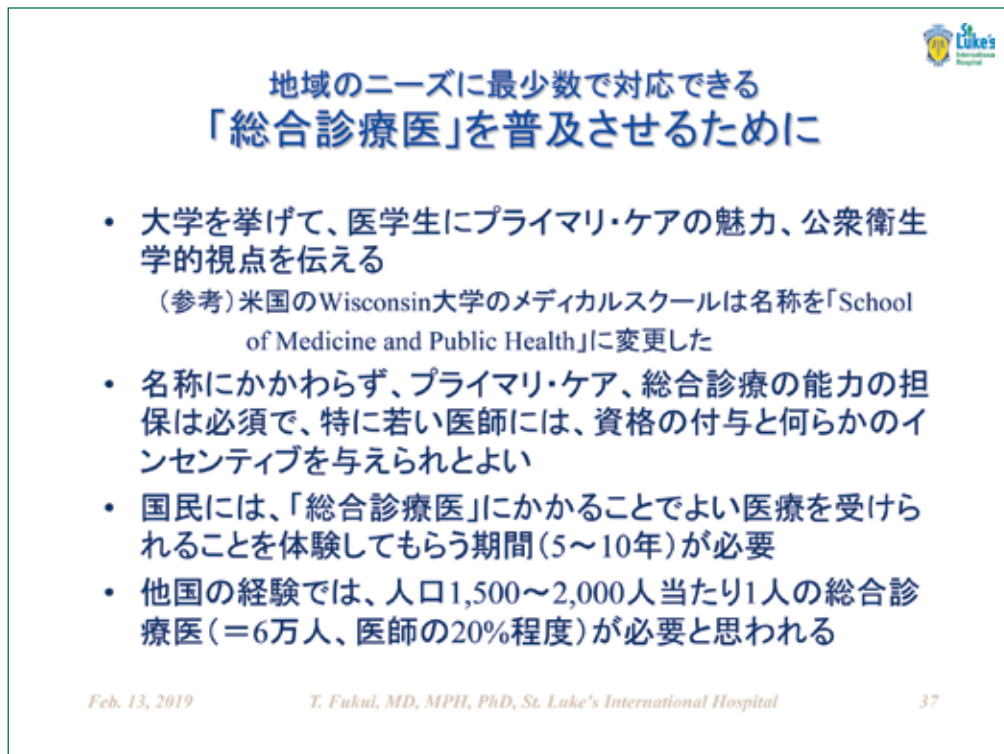 St.
Luke's
International
Hospital
地域のニーズに最少数で対応できる
「総合診療医」を普及させるために
• 大学を挙げて、医学生にプライマリ・ケアの魅力、公衆衛生
学的視点を伝える
（参考）米国のWisconsin大学のメディカルスクールは名称を「School
of Medicine and Public Health」に変更した
• 名称にかかわらず、プライマリ・ケア、総合診療の能力の担
保は必須で、特に若い医師には、資格の付与と何らかのイ
ンセンティブを与えられとよい
• 国民には、「総合診療医」にかかることでよい医療を受けら
れることを体験してもらう期間（5～10年）が必要
• 他国の経験では、人口1,500～2,000人当たり1人の総合診
療医（＝6万人、医師の20%程度）が必要と思われる
Feb. 13, 2019 T. Fukui, MD, MPH, PhD, St. Luke's International Hospital 37